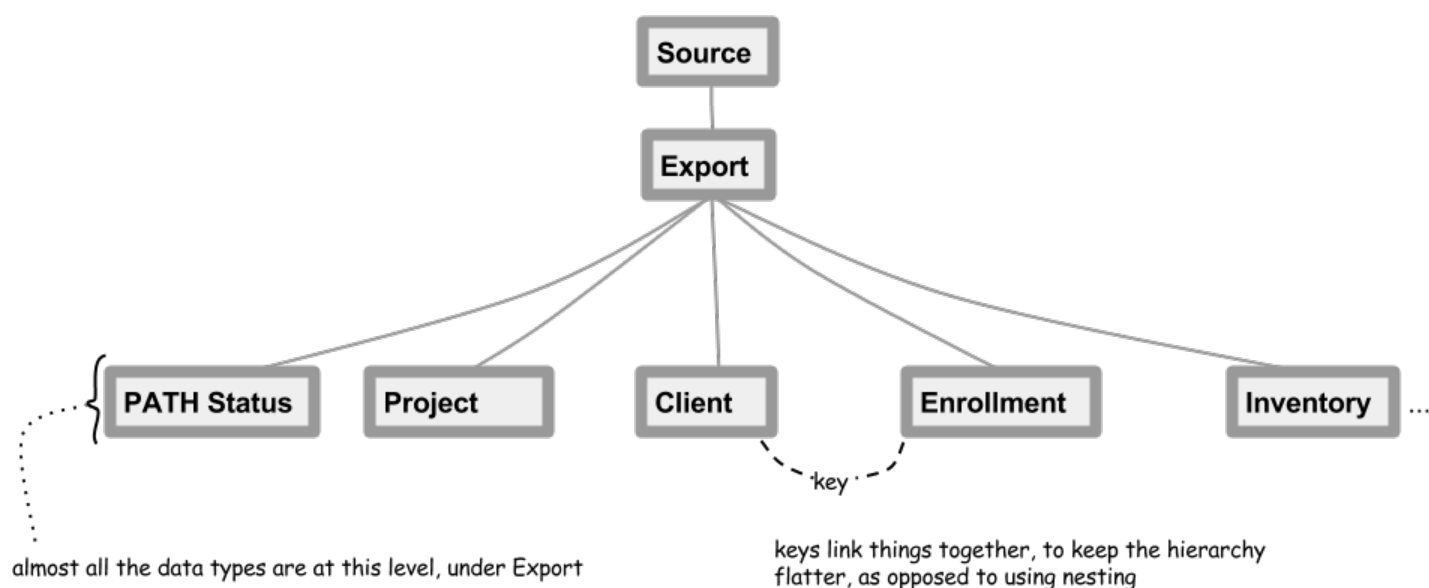 Source
Export
PATH Status
Project
Client
Enrollment
Inventory
...
key
almost all the data types are at this level, under Export
keys link things together, to keep the hierarchy
flatter, as opposed to using nesting